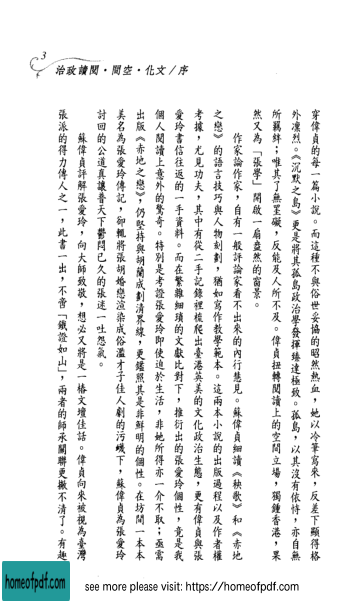 3
序／文化・空間・閱讀政治
穿偉貞的每一篇小說。而這種不與俗世妥協的昭然熱血，她以冷筆寫來，反差下顯得格
外凜烈。《沉默之島》更是將其孤島政治學發揮臻達極致。孤島，以其沒有依恃，亦自無
所羈絆；唯其了無罣礙，反能及人所不及。偉貞扭轉閱讀上的空間立場，獨鍾香港，果
然又為「張學」開啟一扇盎然的窗景。
作家論作家，自有一般評論家看不出來的內行慧見。蘇偉貞細讀《秧歌》和《赤地
之戀》的語言技巧與人物刻劃，猶如寫作教學範本。這兩本小說的出版過程以及作者權
考據，尤見功夫，其中有從二手記錄裡梳爬出臺港英美的文化政治生態，更有偉貞與張
愛玲書信往返的一手資料。而在繁雜細瑣的文獻比對下，推衍出的張愛玲個性，竟是我
個人閱讀上意外的驚奇。特別是考證張愛玲即使迫於生活，非她所得亦一介不取；亟需
出版《赤地之戀》，仍堅持與胡蘭成劃清界線，更鑑照其是非鮮明的個性。在坊間一本本
美名為張愛玲傳記，卻輒將張胡婚戀渲染成俗濫才子佳人劇的污衊下，蘇偉貞為張愛玲
討回的公道真讓普天下鬱悶已久的張迷一吐怨氣。
蘇偉貞評解張愛玲，向大師致敬，想必又將是一樁文壇佳話。偉貞向來被視為臺灣
張派的得力傳人之一，此書一出，不啻「鐵證如山」，兩者的師承關聯更撇不清了。有趣
homeofpdf.com
see more please visit: https://homeofpdf.com